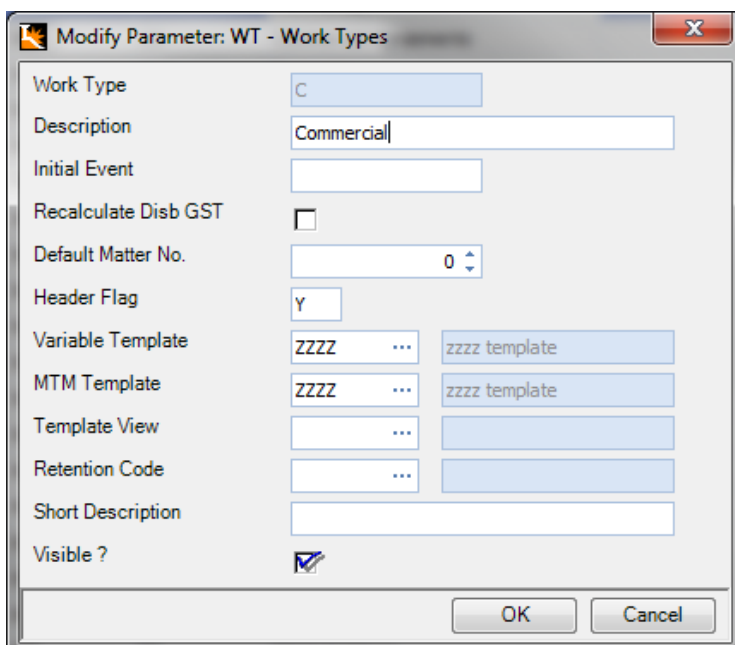 Modify Parameter: WT - Work Types
Work Type C
Description Commercial
Initial Event
Recalculate Disb GST
Default Matter No. 0
Header Flag Y
Variable Template ZZZZ ... zzzz template
MTM Template ZZZZ ... zzzz template
Template View ...
Retention Code ...
Short Description
Visible ?
OK Cancel